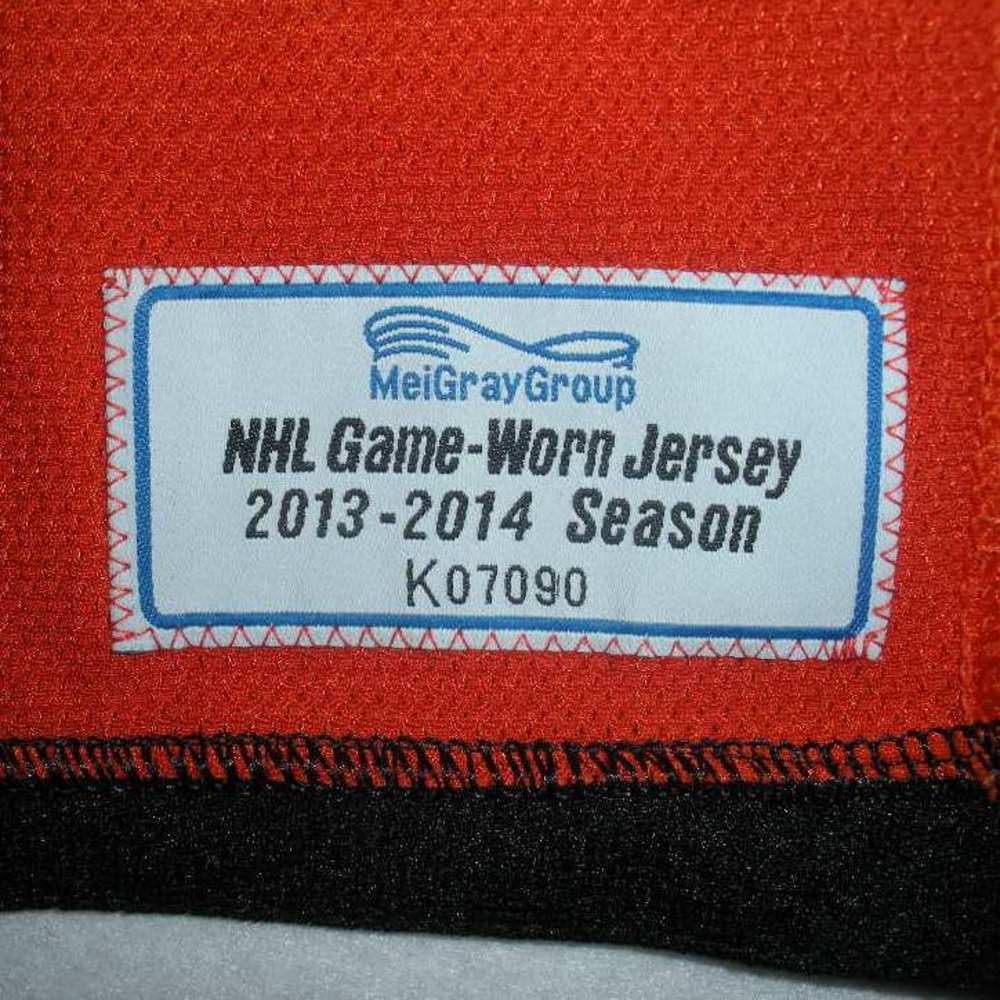 MeiGrayGroup
NHL Game-Worn Jersey
2013-2014 Season
K07090